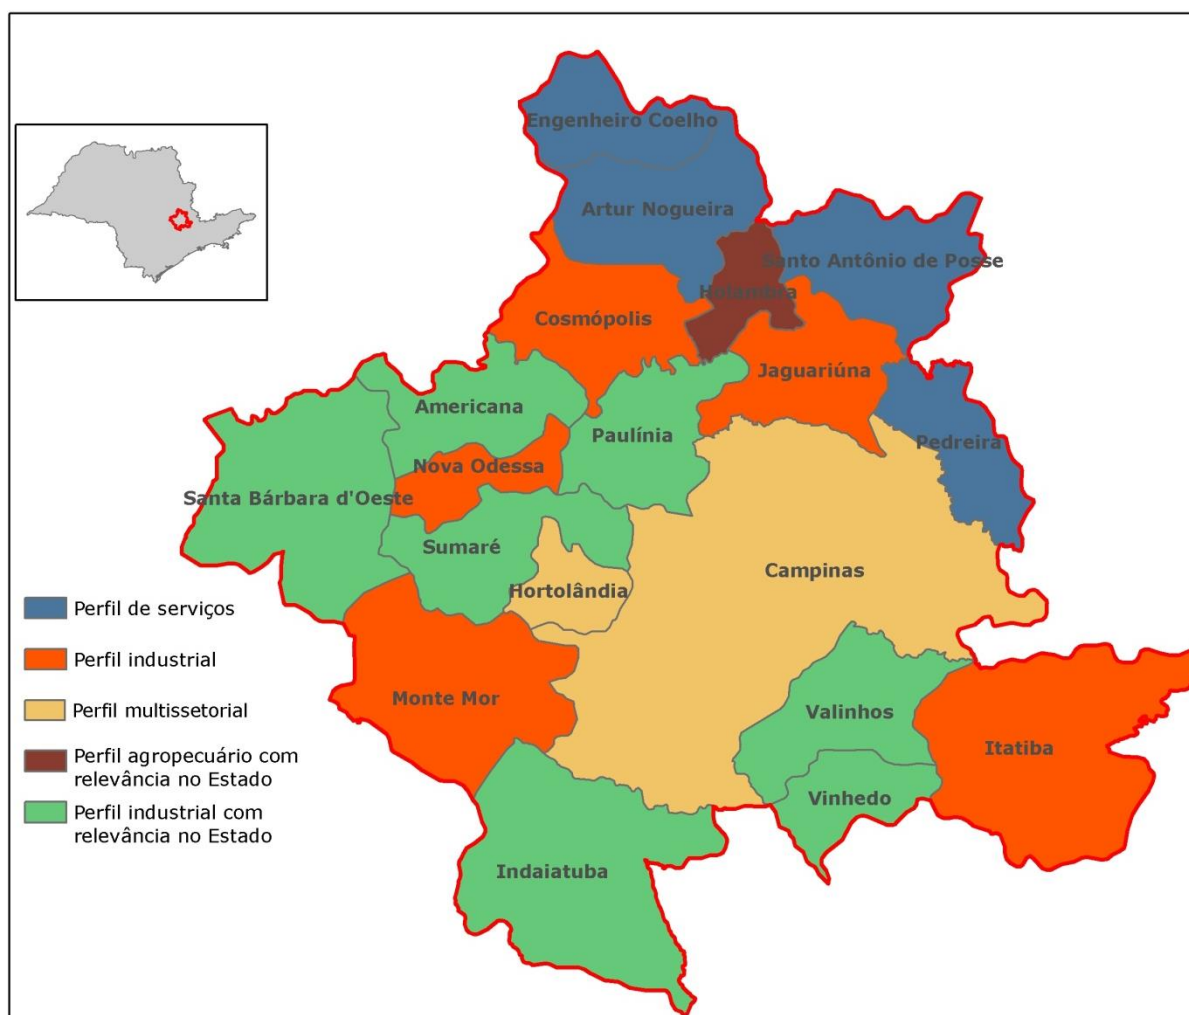 Engenheiro Coelho
Artur Nogueira
Santo Antônio de Posse
Holambra
Cosmópolis
Jaguariúna
Americana
Paulínia
Pedreira
Nova Odessa
Santa Bárbara d'Oeste
Sumaré
Campinas
Hortolândia
Monte Mor
Valinhos
Itatiba
Vinhedo
Indaiatuba
Perfil de serviços
Perfil industrial
Perfil multissetorial
Perfil agropecuário com
relevância no Estado
Perfil industrial com
relevância no Estado